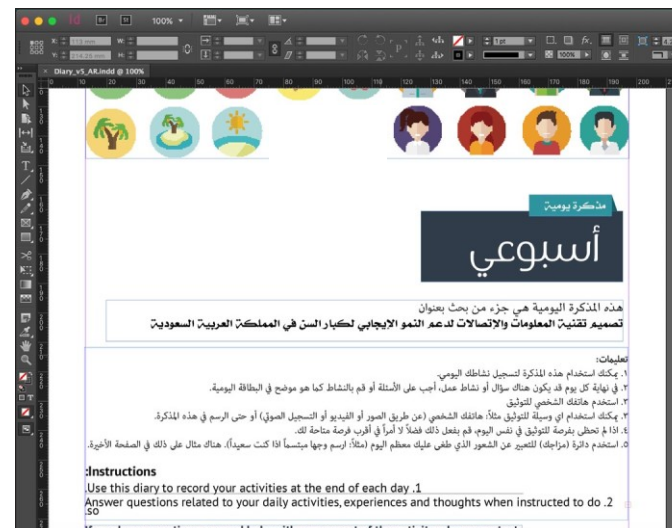 100%
Diary_v5_AR.indd @ 100%
مذكرة يومية
أسبوعي
هذه المذكرة اليومية هي جزء من بحث بعنوان
تصميم تقنية المعلومات والإتصالات لدعم النمو الإيجابي لكبار السن في المملكة العربية السعودية
تعليمات:
١. يمكنك استخدام هذه المذكرة لتسجيل نشاطك اليومي.
٢. في نهاية كل يوم قد يكون هناك سؤال أو نشاط عمل، أجب على الأسئلة أو قم بالنشاط كما هو موضح في البطاقة اليومية.
٣. استخدم هاتفك الشخصي للتوثيق
٣. يمكنك استخدام اي وسيلة للتوثيق مثلاً: هاتفك الشخصي (عن طريق الصور أو الفيديو أو التسجيل الصوتي) أو حتى الرسم في هذه المذكرة.
٤. اذا لم تحظى بفرصة للتوثيق في نفس اليوم، قم بفعل ذلك فضلاً لا أمراً في أقرب فرصة متاحة لك.
٥. استخدم دائرة (مزاجك) للتعبير عن الشعور الذي طغى عليك معظم اليوم (مثلاً: ارسم وجها مبتسماً اذا كنت سعيداً). هناك مثال على ذلك في الصفحة الأخيرة.
:Instructions
.Use this diary to record your activities at the end of each day .1
Answer questions related to your daily activities, experiences and thoughts when instructed to do .2
.so